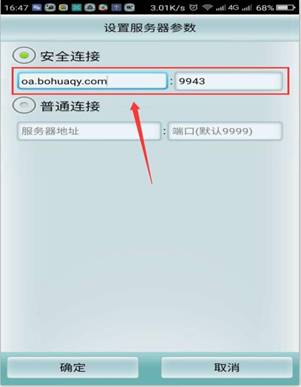 16:47 3.01K/s 4G 68%
设置服务器参数
安全连接
oa.bohuaqy.com : 9943
普通连接
服务器地址 : 端口(默认9999)
确定 取消